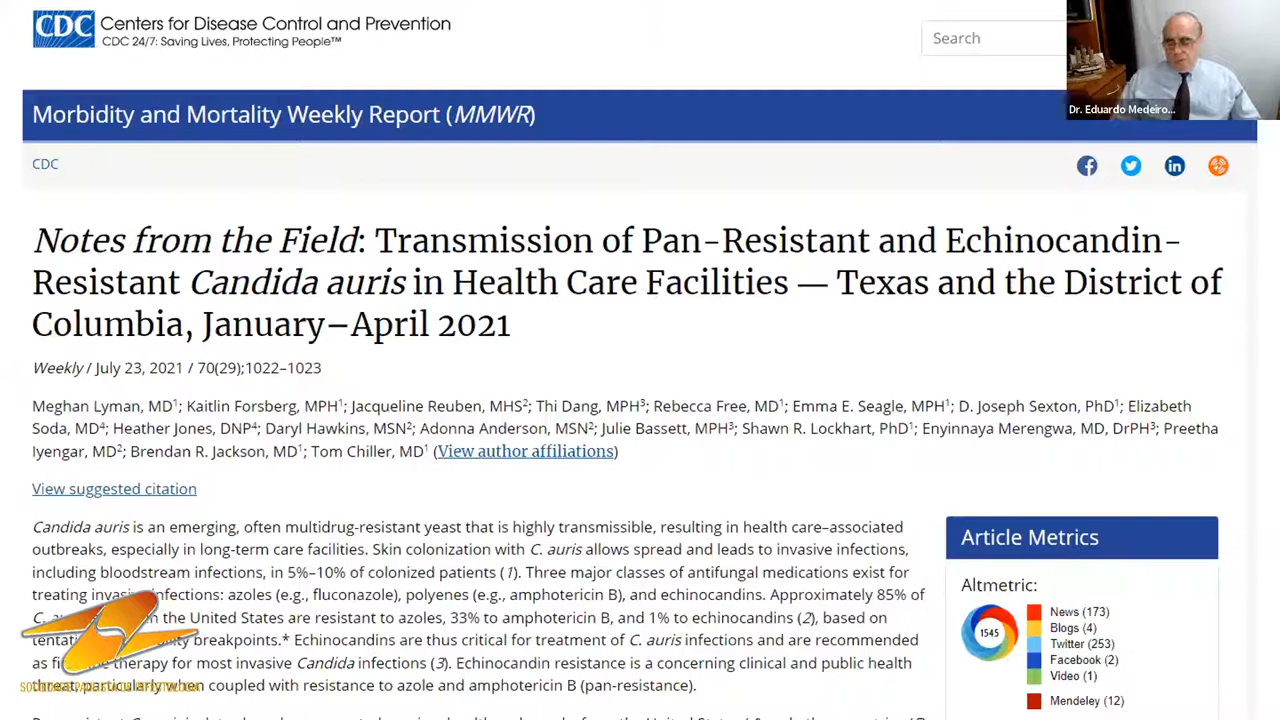 CDC Centers for Disease Control and Prevention
CDC 24/7: Saving Lives, Protecting People™
Search
Dr. Eduardo Medeiro...
Morbidity and Mortality Weekly Report (MMWR)
CDC
Notes from the Field: Transmission of Pan-Resistant and Echinocandin-
Resistant Candida auris in Health Care Facilities — Texas and the District of
Columbia, January–April 2021
Weekly / July 23, 2021 / 70(29);1022–1023
Meghan Lyman, MD1; Kaitlin Forsberg, MPH1; Jacqueline Reuben, MHS2; Thi Dang, MPH3; Rebecca Free, MD1; Emma E. Seagle, MPH1; D. Joseph Sexton, PhD1; Elizabeth
Soda, MD4; Heather Jones, DNP4; Daryl Hawkins, MSN2; Adonna Anderson, MSN2; Julie Bassett, MPH3; Shawn R. Lockhart, PhD1; Enyinnaya Merengwa, MD, DrPH3; Preetha
Iyengar, MD2; Brendan R. Jackson, MD1; Tom Chiller, MD1 (View author affiliations)
View suggested citation
Candida auris is an emerging, often multidrug-resistant yeast that is highly transmissible, resulting in health care–associated
outbreaks, especially in long-term care facilities. Skin colonization with C. auris allows spread and leads to invasive infections,
including bloodstream infections, in 5%–10% of colonized patients (1). Three major classes of antifungal medications exist for
treating invasive infections: azoles (e.g., fluconazole), polyenes (e.g., amphotericin B), and echinocandins. Approximately 85% of
C. in the United States are resistant to azoles, 33% to amphotericin B, and 1% to echinocandins (2), based on
breakpoints.* Echinocandins are thus critical for treatment of C. auris infections and are recommended
as therapy for most invasive Candida infections (3). Echinocandin resistance is a concerning clinical and public health
threat, particularly when coupled with resistance to azole and amphotericin B (pan-resistance).
SOCIEDADE PAULISTA DE INFECTOLOGIA
Article Metrics
Altmetric:
1545
News (173)
Blogs (4)
Twitter (253)
Facebook (2)
Video (1)
Mendeley (12)